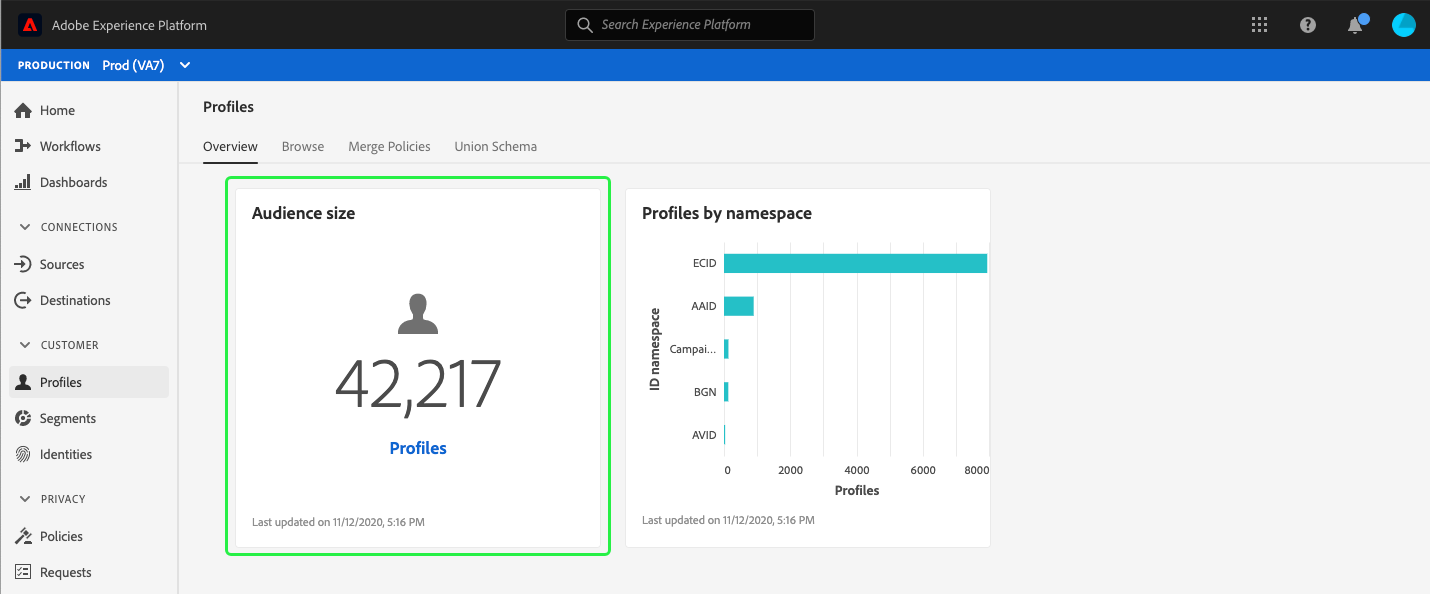 Adobe Experience Platform
Search Experience Platform
PRODUCTION Prod (VA7)
Home
Workflows
Dashboards
CONNECTIONS
Sources
Destinations
CUSTOMER
Profiles
Segments
Identities
PRIVACY
Policies
Requests
Profiles
Overview Browse Merge Policies Union Schema
Audience size
42,217
Profiles
Last updated on 11/12/2020, 5:16 PM
Profiles by namespace
ID namespace
ECID
AAID
Campai...
BGN
AVID
0 2000 4000 6000 8000
Profiles
Last updated on 11/12/2020, 5:16 PM